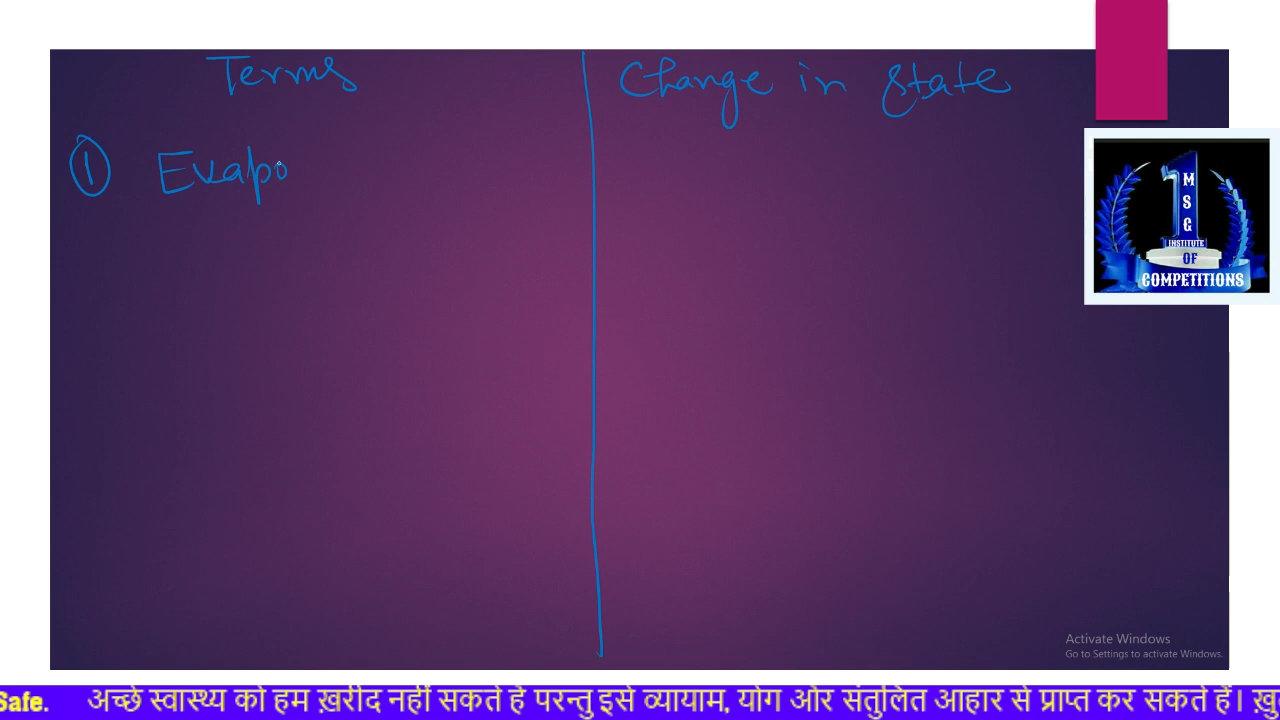 Terms
Change in state
① Evapo
M
S
G
1
INSTITUTE
OF
COMPETITIONS
Activate Windows
Go to Settings to activate Windows.
Safe. अच्छे स्वास्थ्य को हम ख़रीद नहीं सकते हैं परन्तु इसे व्यायाम, योग और संतुलित आहार से प्राप्त कर सकते हैं। ख़ु